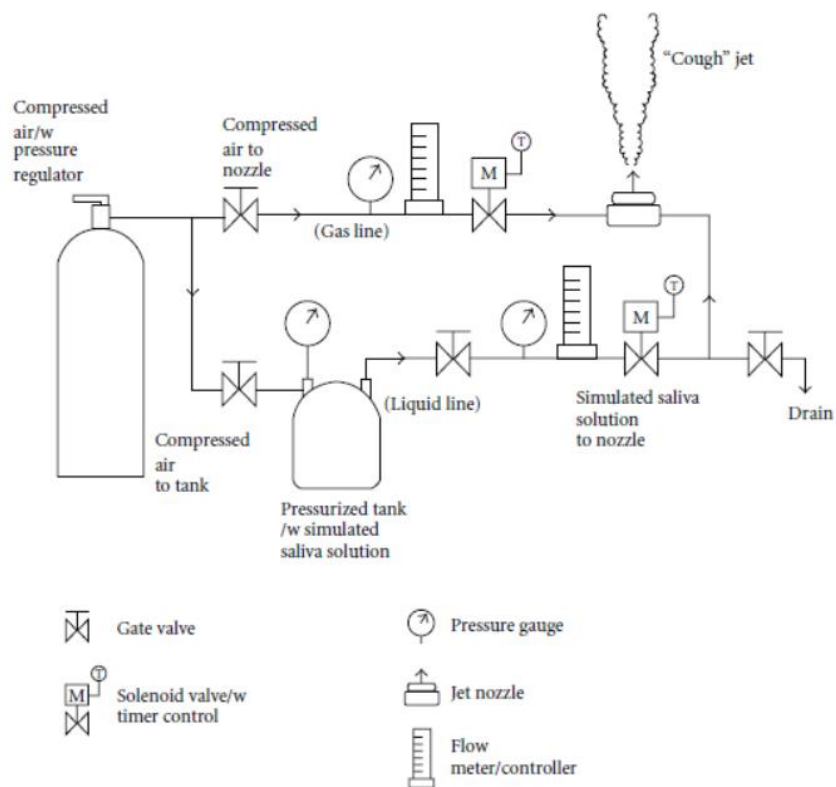 "Cough" jet
Compressed
air/w
pressure
regulator
Compressed
air to
nozzle
T
M
(Gas line)
T
M
(Liquid line)
Simulated saliva
solution
to nozzle
Drain
Compressed
air
to tank
Pressurized tank
/w simulated
saliva solution
Gate valve
Pressure gauge
T
M
Solenoid valve/w
timer control
Jet nozzle
Flow
meter/controller